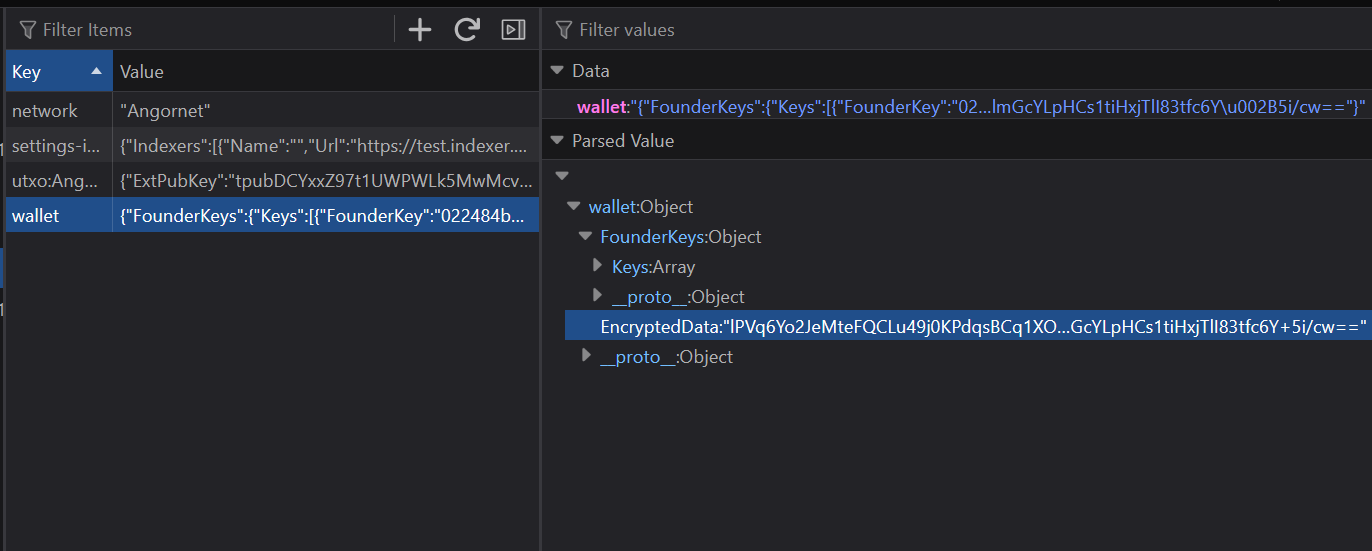 Filter Items
Key Value
network "Angornet"
settings-i... {"Indexers":[{"Name":"","Url":"https://test.indexer....
utxo:Ang... {"ExtPubKey":"tpubDCYxxZ97t1UWPWLk5MwMcv...
wallet {"FounderKeys":{"Keys":[{"FounderKey":"022484b...
Filter values
Data
wallet:"{"FounderKeys":{"Keys":[{"FounderKey":"02...lmGcYLpHCs1tiHxjTlI83tfc6Y\u002B5i/cw=="}"
Parsed Value
wallet:Object
FounderKeys:Object
Keys:Array
__proto__:Object
EncryptedData:"lPVq6Yo2JeMteFQCLu49j0KPdqsBCq1XO...GcYLpHCs1tiHxjTlI83tfc6Y+5i/cw=="
__proto__:Object